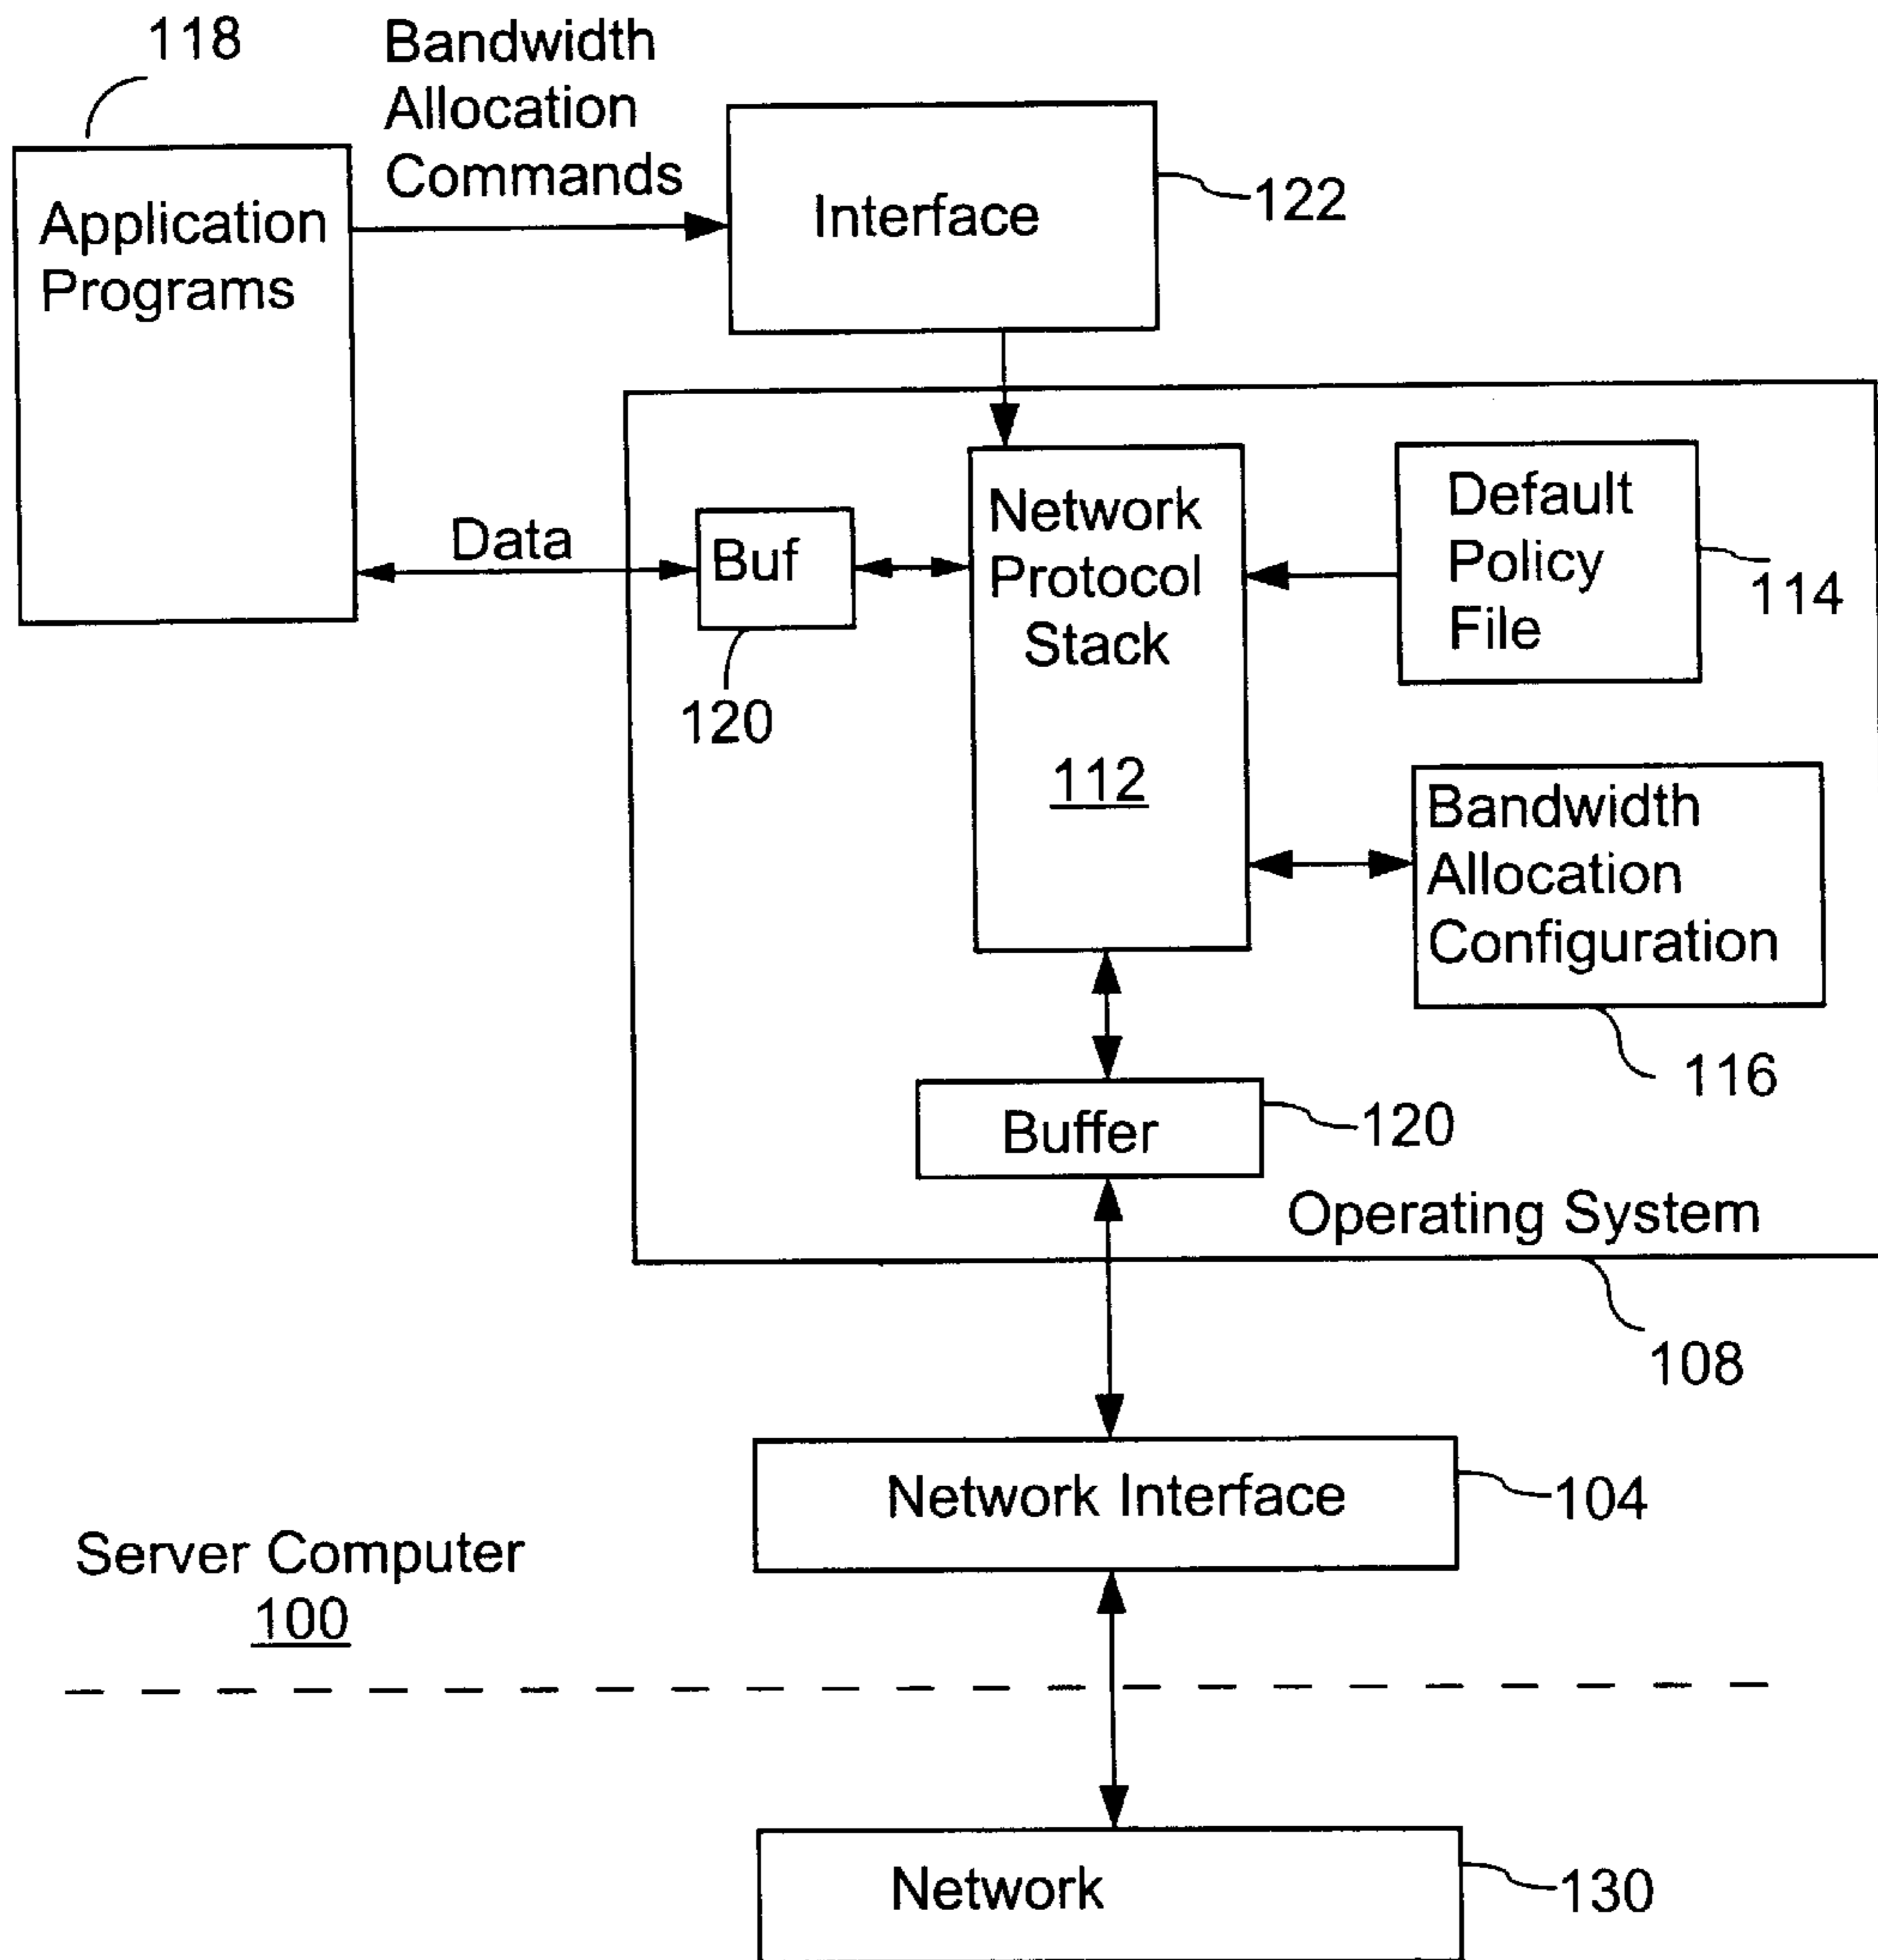 118
Bandwidth
Allocation
Commands
Application
Programs
Interface
122
Data
Buf
120
Network
Protocol
Stack
112
Default
Policy
File
114
Bandwidth
Allocation
Configuration
116
Buffer
120
Operating System
108
Network Interface
104
Server Computer
100
Network
130